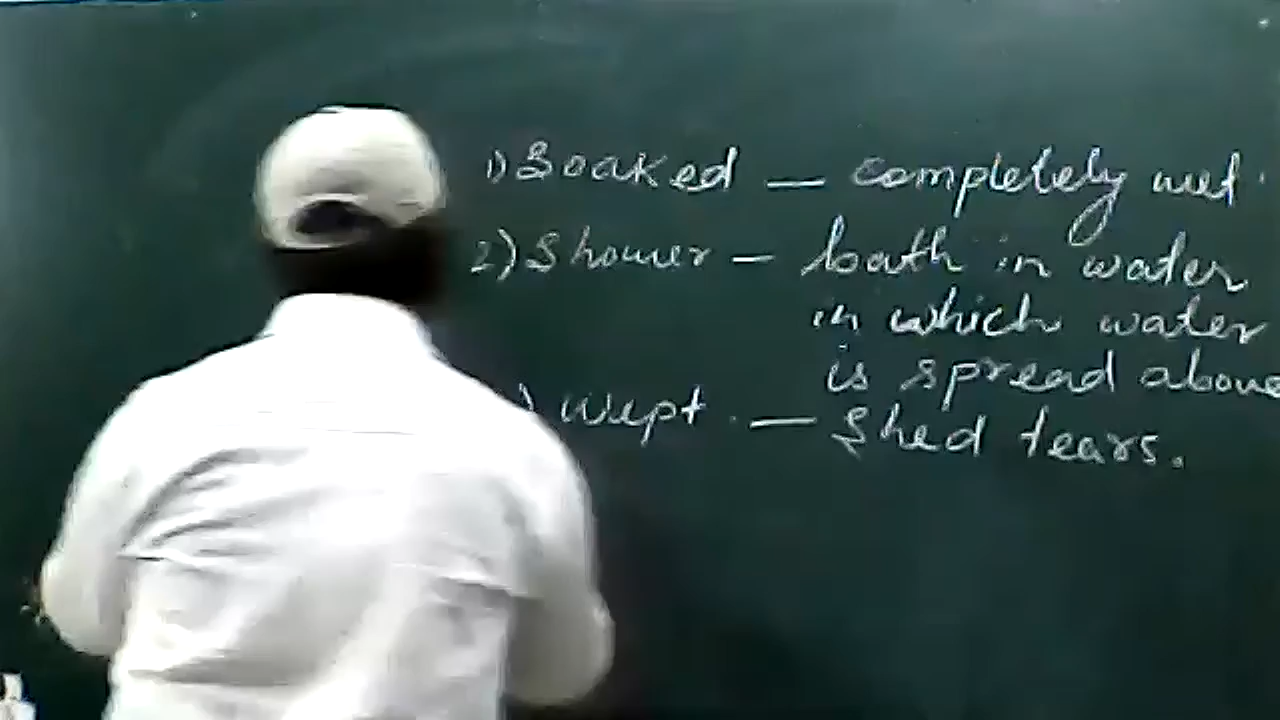 1) Soaked — completely wet.
2) Shower — bath in water
in which water
is spread above
) Wept. — Shed tears.